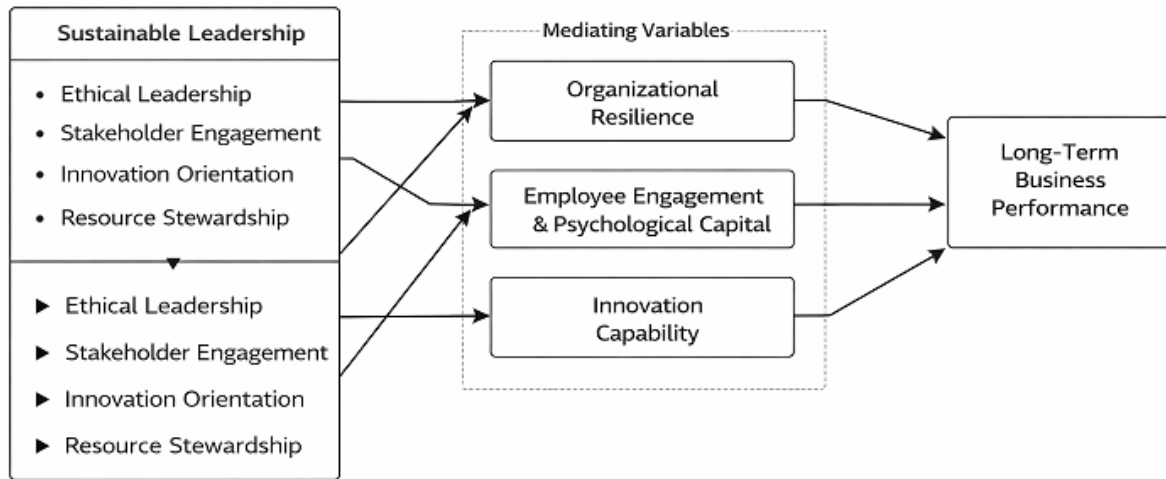 Sustainable Leadership
• Ethical Leadership
• Stakeholder Engagement
• Innovation Orientation
• Resource Stewardship
▶ Ethical Leadership
▶ Stakeholder Engagement
▶ Innovation Orientation
▶ Resource Stewardship
Mediating Variables
Organizational
Resilience
Employee Engagement
& Psychological Capital
Innovation
Capability
Long-Term
Business
Performance